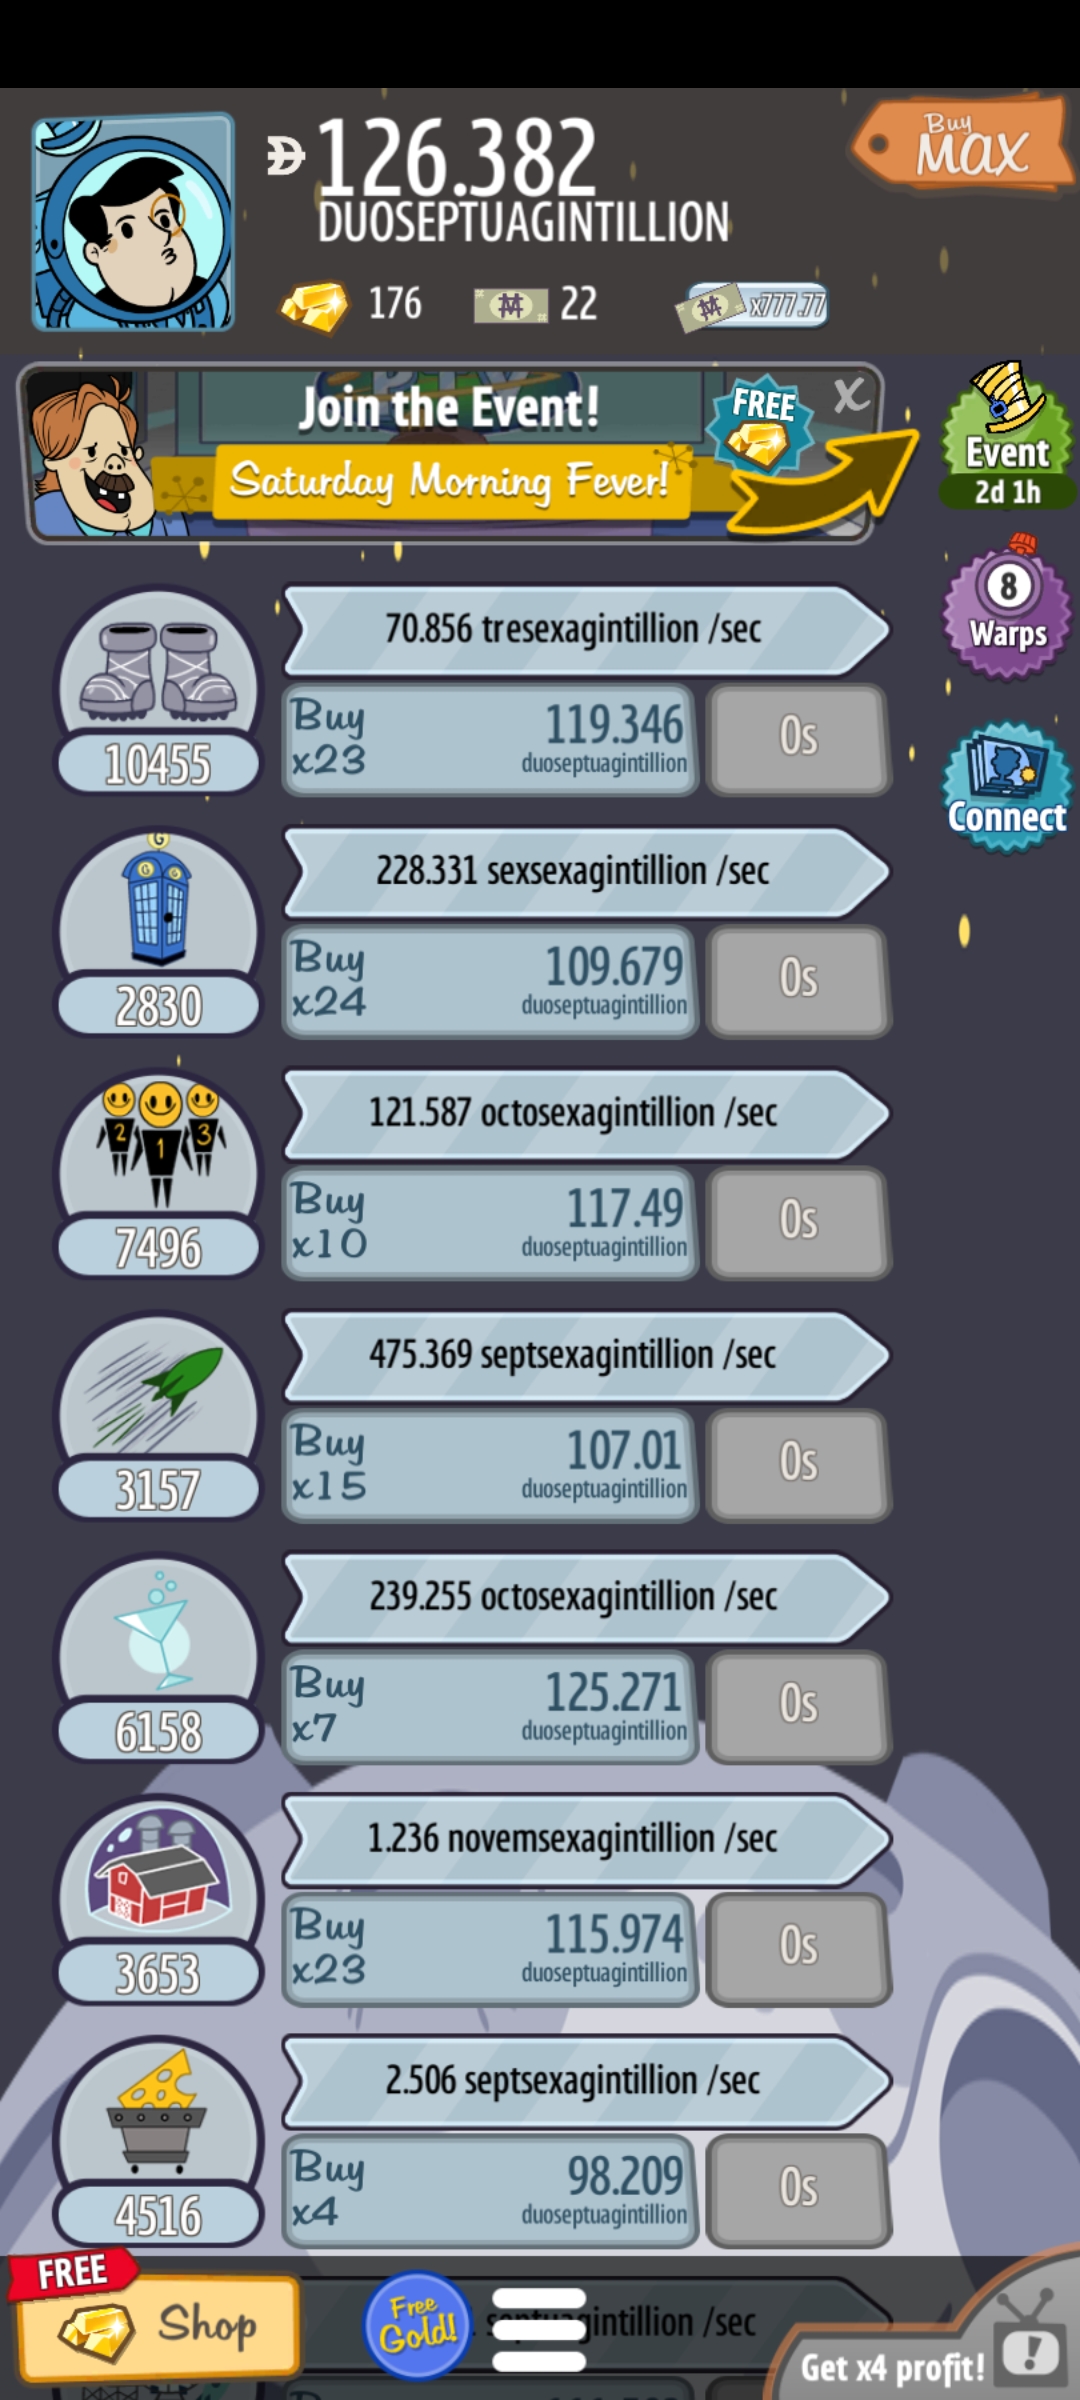 126.382
DUOSEPTUAGINTILLION
Buy
MAX
176
22
x777.77
Join the Event!
Saturday Morning Fever!
FREE
X
Event
2d 1h
8
Warps
Connect
70.856 tresexagintillion /sec
Buy
x23
119.346
duoseptuagintillion
0s
10455
228.331 sexsexagintillion /sec
Buy
x24
109.679
duoseptuagintillion
0s
2830
2 1 3
121.587 octosexagintillion /sec
Buy
x10
117.49
duoseptuagintillion
0s
7496
475.369 septsexagintillion /sec
Buy
x15
107.01
duoseptuagintillion
0s
3157
239.255 octosexagintillion /sec
Buy
x7
125.271
duoseptuagintillion
0s
6158
1.236 novemsexagintillion /sec
Buy
x23
115.974
duoseptuagintillion
0s
3653
2.506 septsexagintillion /sec
Buy
x4
98.209
duoseptuagintillion
0s
4516
FREE
Shop
Free
Gold!
septuagintillion /sec
Get x4 profit!
!